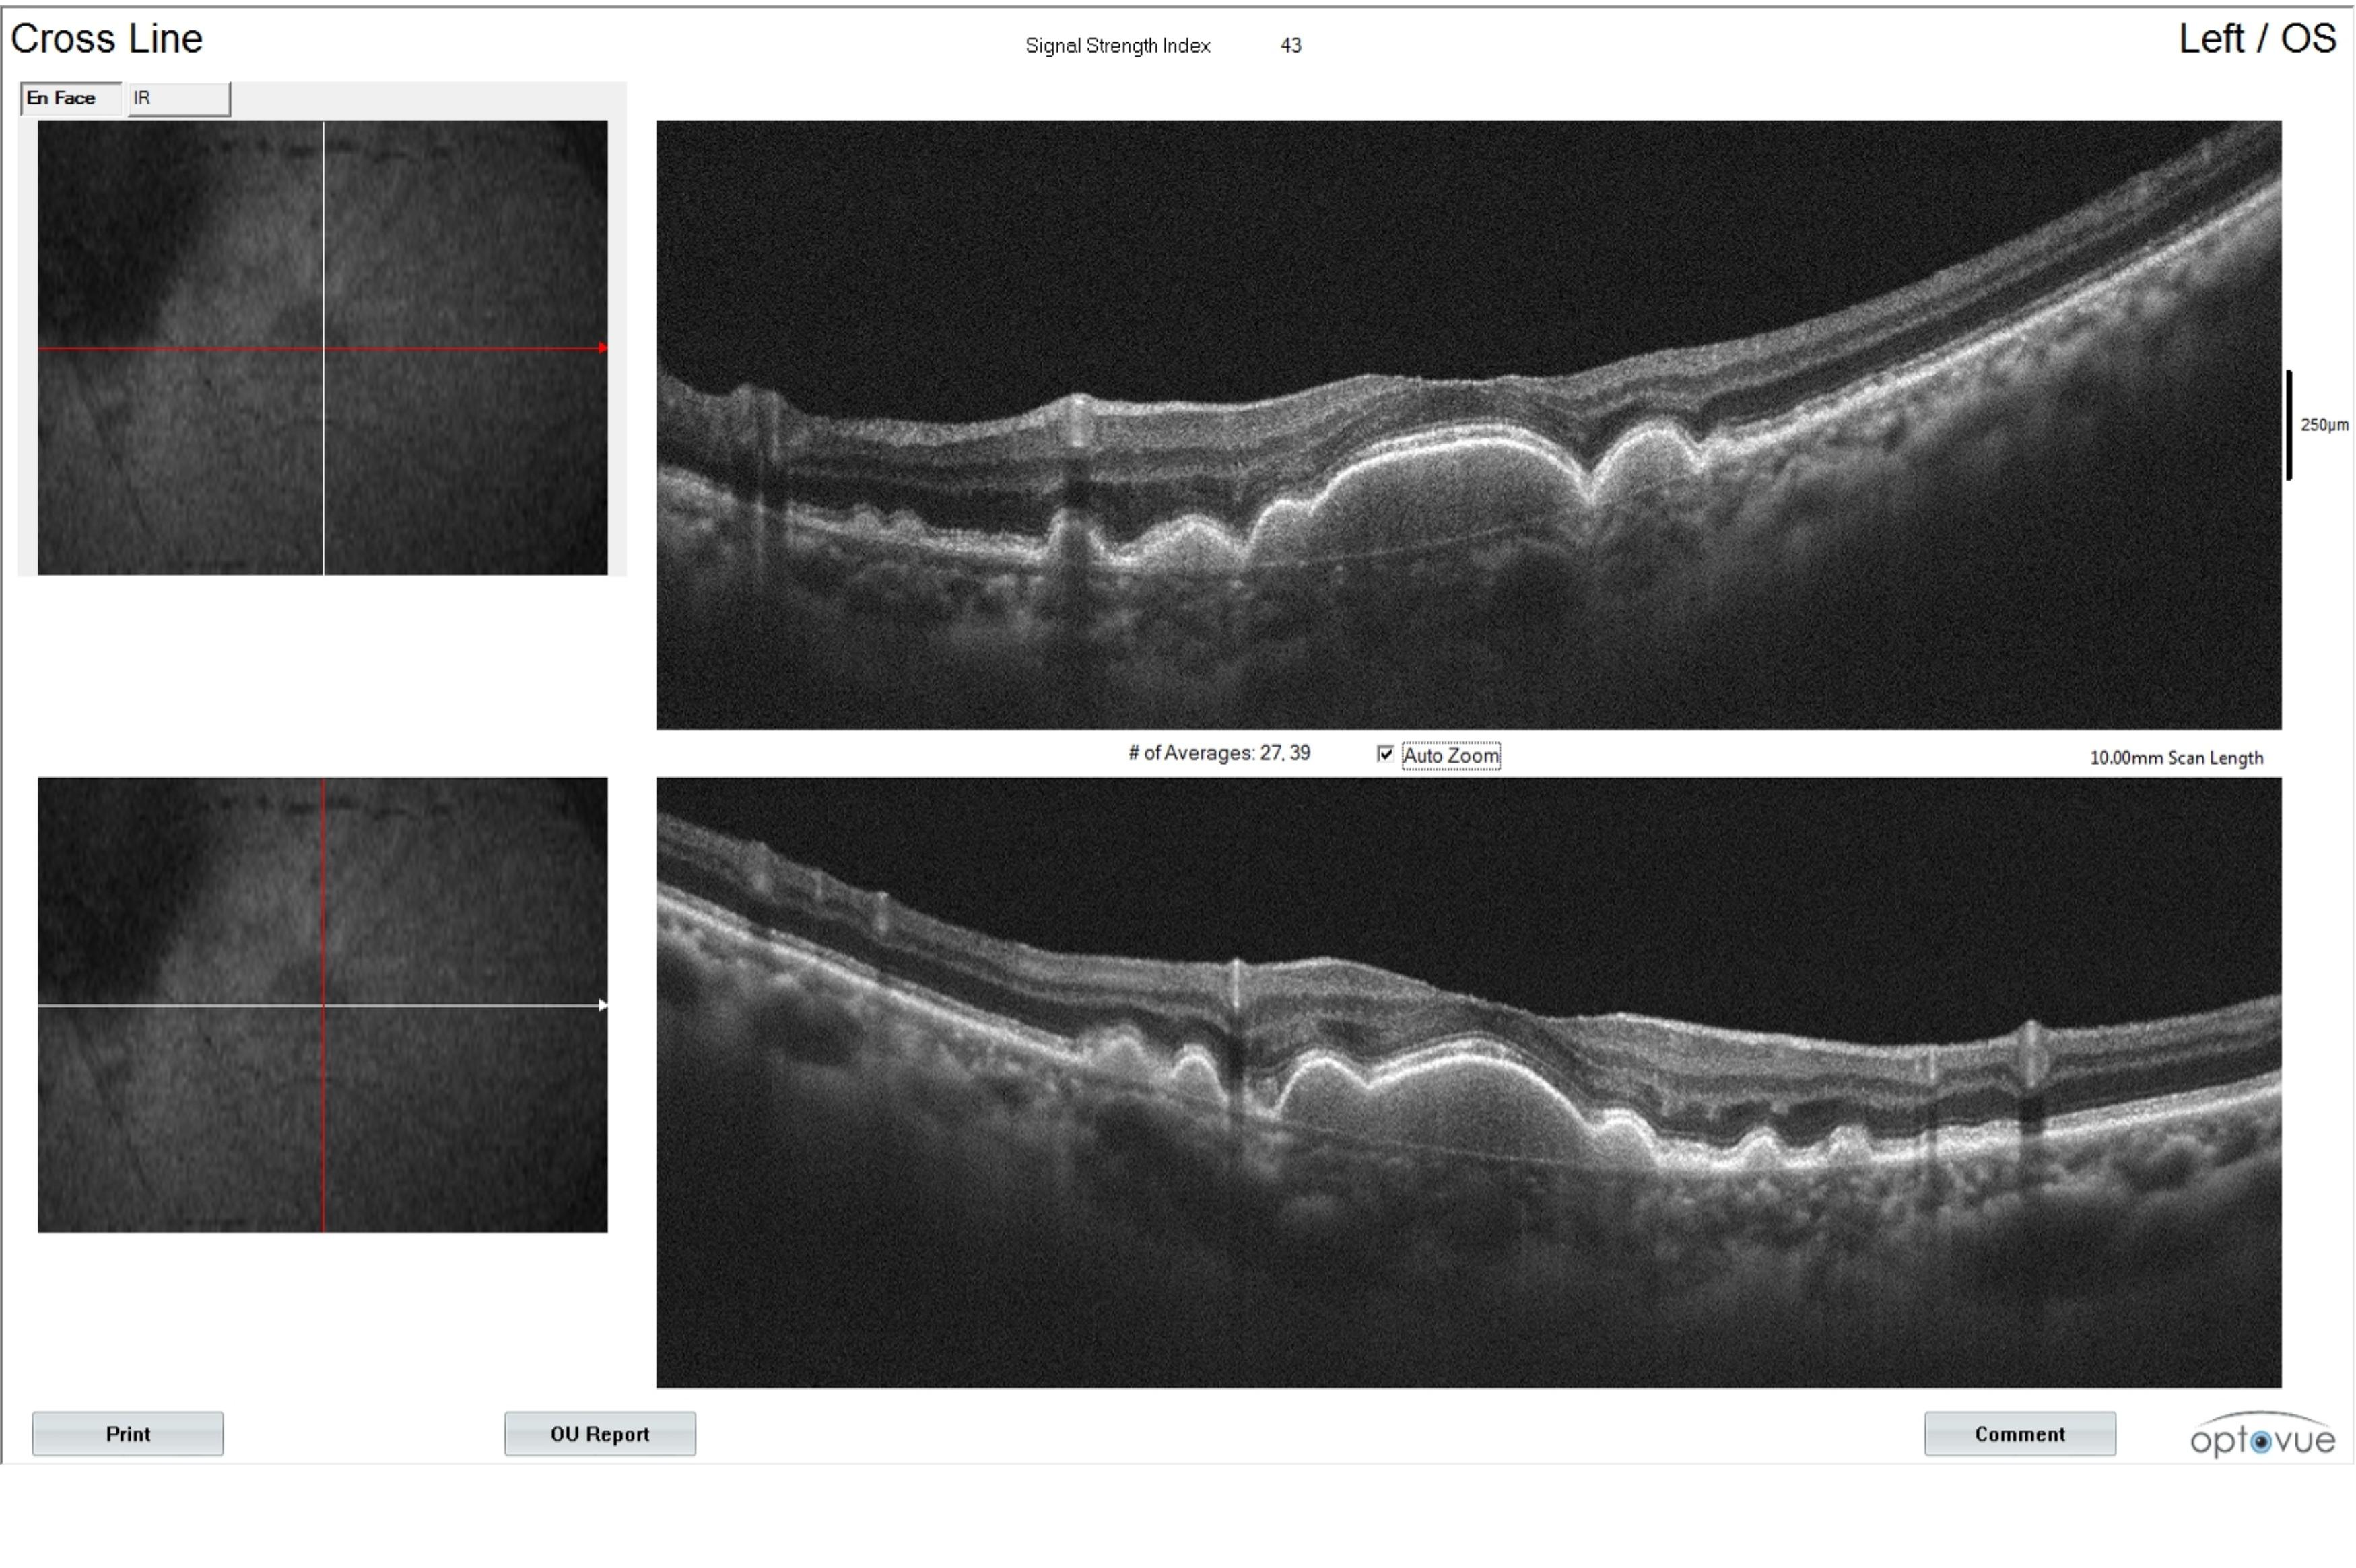 Cross Line
Signal Strength Index 43
Left / OS
En Face IR
250µm
# of Averages: 27, 39
Auto Zoom
10.00mm Scan Length
Print
OU Report
Comment
optovue